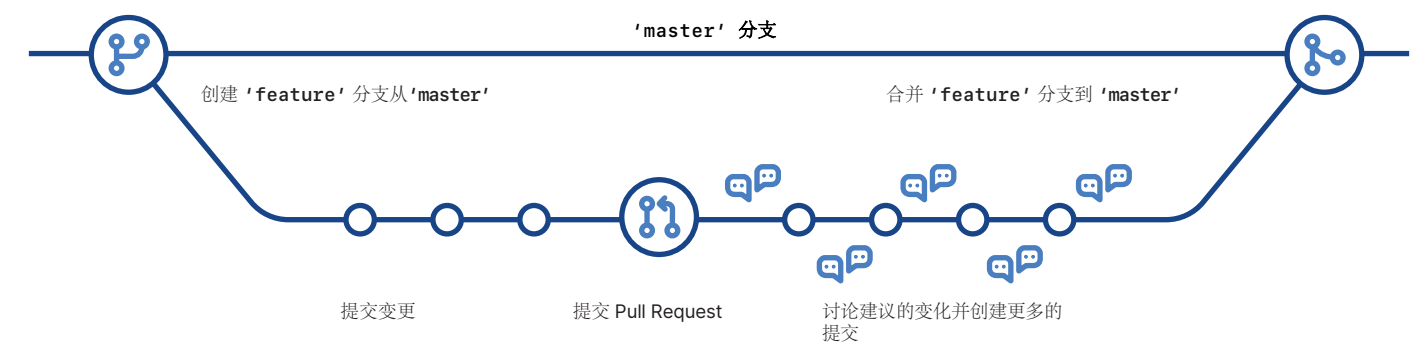 ‘master’ 分支
创建 ‘feature’ 分支从‘master’
合并 ‘feature’ 分支到 ‘master’
提交变更
提交 Pull Request
讨论建议的变化并创建更多的
提交